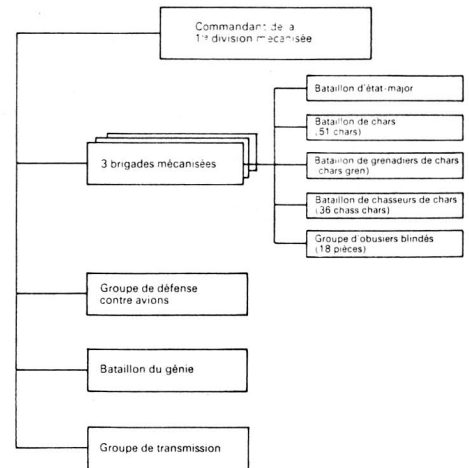 Commandant de la
1re division mécanisée
Bataillon d'état-major
Bataillon de chars
(51 chars)
3 brigades mécanisées
Bataillon de grenadiers de chars
chars gren)
Bataillon de chasseurs de chars
(36 chass chars)
Groupe d'obusiers blindés
(18 pièces)
Groupe de défense
contre avions
Bataillon du génie
Groupe de transmission